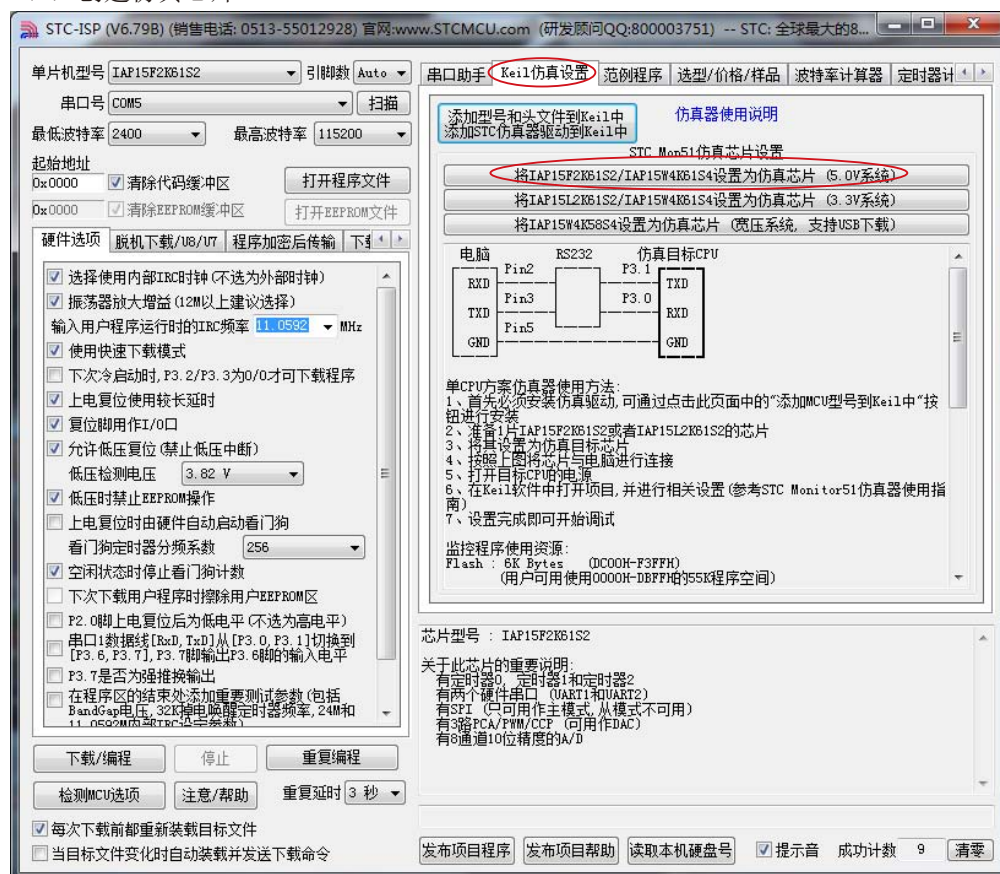 STC-ISP (V6.79B) (销售电话: 0513-55012928) 官网:www.STCMCU.com (研发顾问QQ:800003751) -- STC: 全球最大的8...
单片机型号 IAP15F2K61S2 引脚数 Auto
串口号 COM5 扫描
最低波特率 2400 最高波特率 115200
起始地址
0x0000 清除代码缓冲区 打开程序文件
0x0000 清除EEPROM缓冲区 打开EEPROM文件
硬件选项 脱机下载/U8/U7 程序加密后传输
选择使用内部IRC时钟(不选为外部时钟)
振荡器放大增益(12M以上建议选择)
输入用户程序运行时的IRC频率 11.0592 MHz
使用快速下载模式
下次冷启动时,P3.2/P3.3为0/0才可下载程序
上电复位使用较长延时
复位脚用作I/O口
允许低压复位(禁止低压中断)
低压检测电压 3.82 V
低压时禁止EEPROM操作
上电复位时由硬件自动启动看门狗
看门狗定时器分频系数 256
空闲状态时停止看门狗计数
下次下载用户程序时擦除用户EEPROM区
P2.0脚上电复位后为低电平(不选为高电平)
串口1数据线[RxD,TxD]从[P3.0,P3.1]切换到
[P3.6,P3.7],P3.7脚输出P3.6脚的输入电平
P3.7是否为强推挽输出
在程序区的结束处添加重要测试参数(包括
BandGap电压,32K掉电唤醒定时器频率,24M和
11.0592M内部IRC设定参数)
下载/编程 停止 重复编程
检测MCU选项 注意/帮助 重复延时 3 秒
每次下载前都重新装载目标文件
当目标文件变化时自动装载并发送下载命令
串口助手 Keil仿真设置 范例程序 选型/价格/样品 波特率计算器 定时器计
添加型号和头文件到Keil中
添加STC仿真器驱动到Keil中
仿真器使用说明
STC Mon51仿真芯片设置
将IAP15F2K61S2/IAP15W4K61S4设置为仿真芯片 (5.0V系统)
将IAP15L2K61S2/IAP15W4K61S4设置为仿真芯片 (3.3V系统)
将IAP15W4K58S4设置为仿真芯片 (宽压系统, 支持USB下载)
电脑 RS232 仿真目标CPU
Pin2 P3.1
RXD TXD
Pin3 P3.0
TXD RXD
Pin5
GND GND
单CPU方案仿真器使用方法:
1、首先必须安装仿真驱动,可通过点击此页面中的"添加MCU型号到Keil中"按
钮进行安装
2、准备1片IAP15F2K61S2或者IAP15L2K61S2的芯片
3、将其设置为仿真目标芯片
4、按照上图将芯片与电脑进行连接
5、打开目标CPU的电源
6、在Keil软件中打开项目,并进行相关设置(参考STC Monitor51仿真器使用指
南)
7、设置完成即可开始调试
监控程序使用资源:
Flash : 6K Bytes (DC00H-F3FFH)
(用户可用使用0000H-DBFFH的55K程序空间)
芯片型号 : IAP15F2K61S2
关于此芯片的重要说明:
有定时器0、定时器1和定时器2
有两个硬件串口 (UART1和UART2)
有SPI (只可用作主模式,从模式不可用)
有3路PCA/PWM/CCP (可用作DAC)
有8通道10位精度的A/D
发布项目程序 发布项目帮助 读取本机硬盘号 提示音 成功计数 9 清零